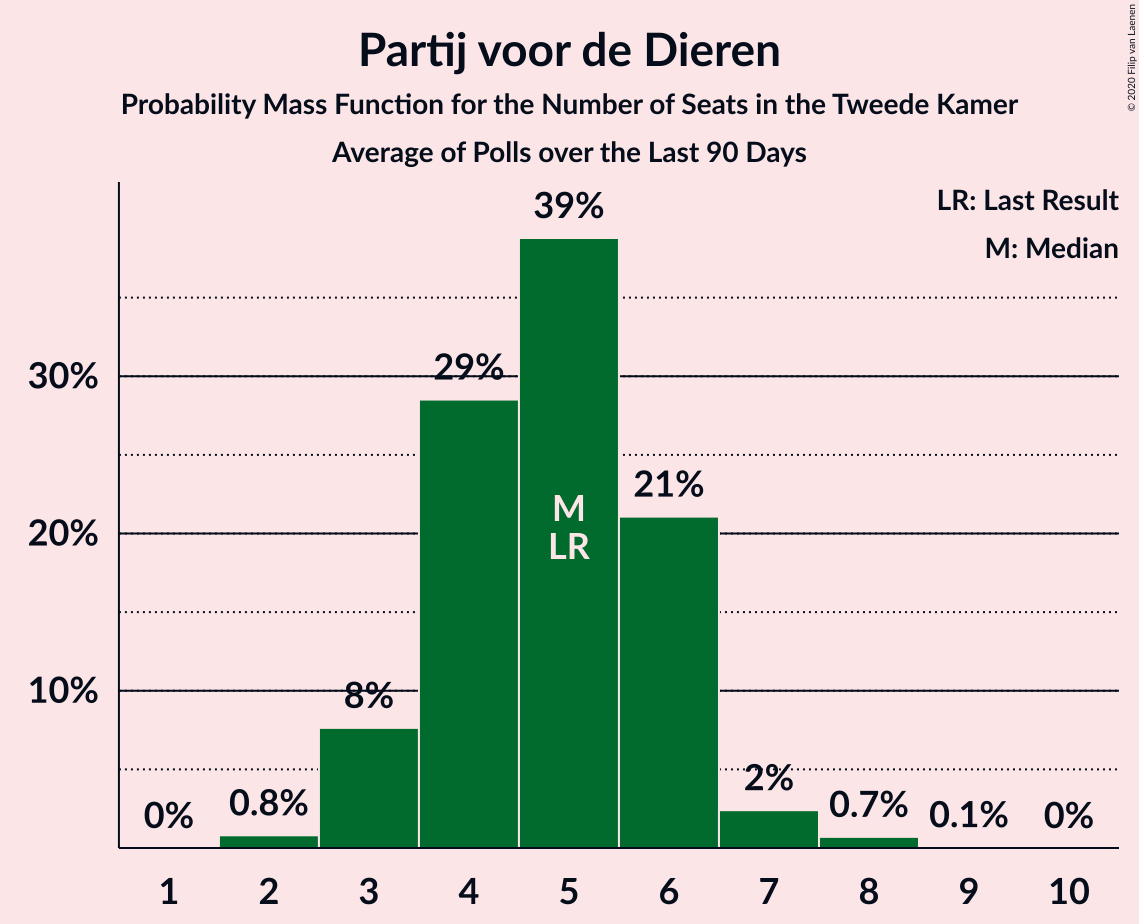 Partij voor de Dieren
Probability Mass Function for the Number of Seats in the Tweede Kamer
Average of Polls over the Last 90 Days
© 2020 Filip van Laenen
LR: Last Result
M: Median
39%
30%
29%
21%
M
LR
20%
10%
8%
2%
0%
0.8%
0.7%
0.1%
0%
1 2 3 4 5 6 7 8 9 10